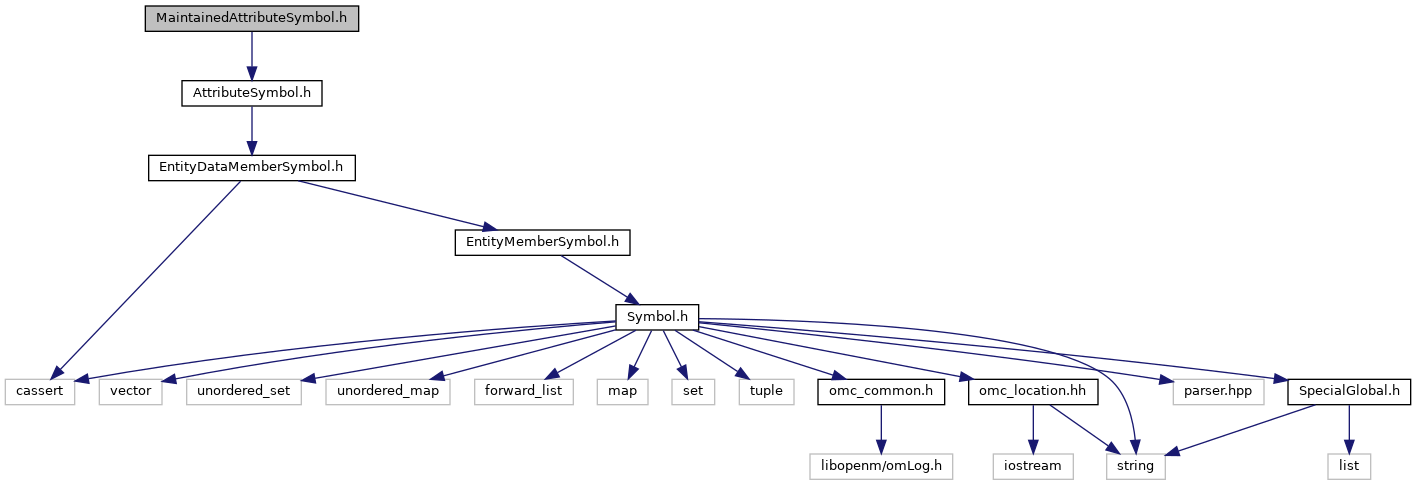 MaintainedAttributeSymbol.h
AttributeSymbol.h
EntityDataMemberSymbol.h
EntityMemberSymbol.h
Symbol.h
cassert
vector
unordered_set
unordered_map
forward_list
map
set
tuple
omc_common.h
omc_location.hh
parser.hpp
SpecialGlobal.h
libopenm/omLog.h
iostream
string
list